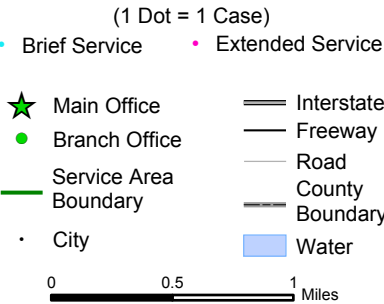 (1 Dot = 1 Case)
Brief Service
Extended Service
Main Office
Branch Office
Service Area
Boundary
City
Interstate
Freeway
Road
County
Boundary
Water
0 0.5 1
Miles